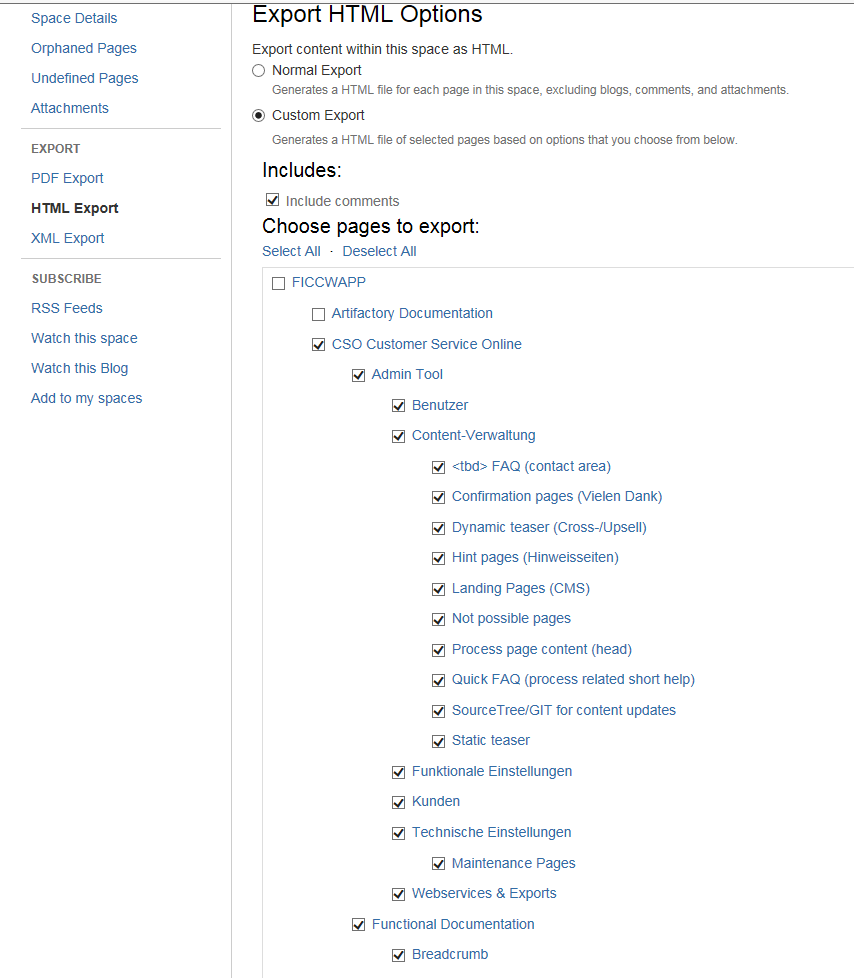 Space Details
Orphaned Pages
Undefined Pages
Attachments
EXPORT
PDF Export
HTML Export
XML Export
SUBSCRIBE
RSS Feeds
Watch this space
Watch this Blog
Add to my spaces
Export HTML Options
Export content within this space as HTML.
Normal Export
Generates a HTML file for each page in this space, excluding blogs, comments, and attachments.
Custom Export
Generates a HTML file of selected pages based on options that you choose from below.
Includes:
Include comments
Choose pages to export:
Select All · Deselect All
FICCWAPP
Artifactory Documentation
CSO Customer Service Online
Admin Tool
Benutzer
Content-Verwaltung
<tbd> FAQ (contact area)
Confirmation pages (Vielen Dank)
Dynamic teaser (Cross-/Upsell)
Hint pages (Hinweisseiten)
Landing Pages (CMS)
Not possible pages
Process page content (head)
Quick FAQ (process related short help)
SourceTree/GIT for content updates
Static teaser
Funktionale Einstellungen
Kunden
Technische Einstellungen
Maintenance Pages
Webservices & Exports
Functional Documentation
Breadcrumb